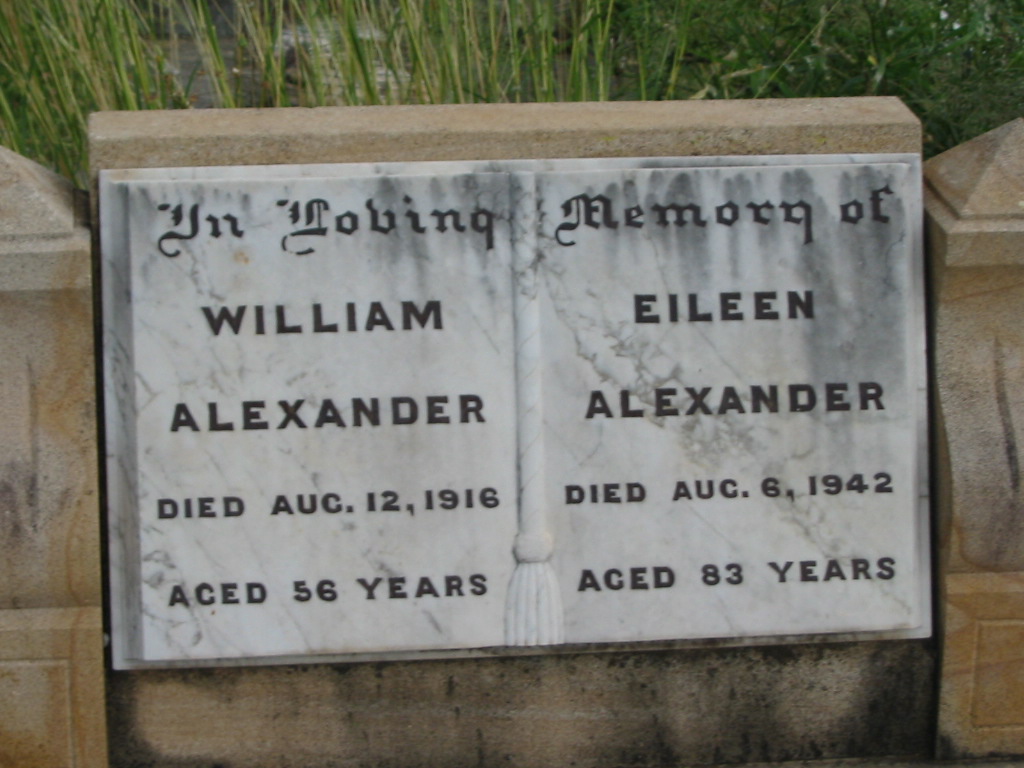 In Loving Memory of
WILLIAM
ALEXANDER
DIED AUG. 12, 1916
AGED 56 YEARS
EILEEN
ALEXANDER
DIED AUG. 6, 1942
AGED 83 YEARS